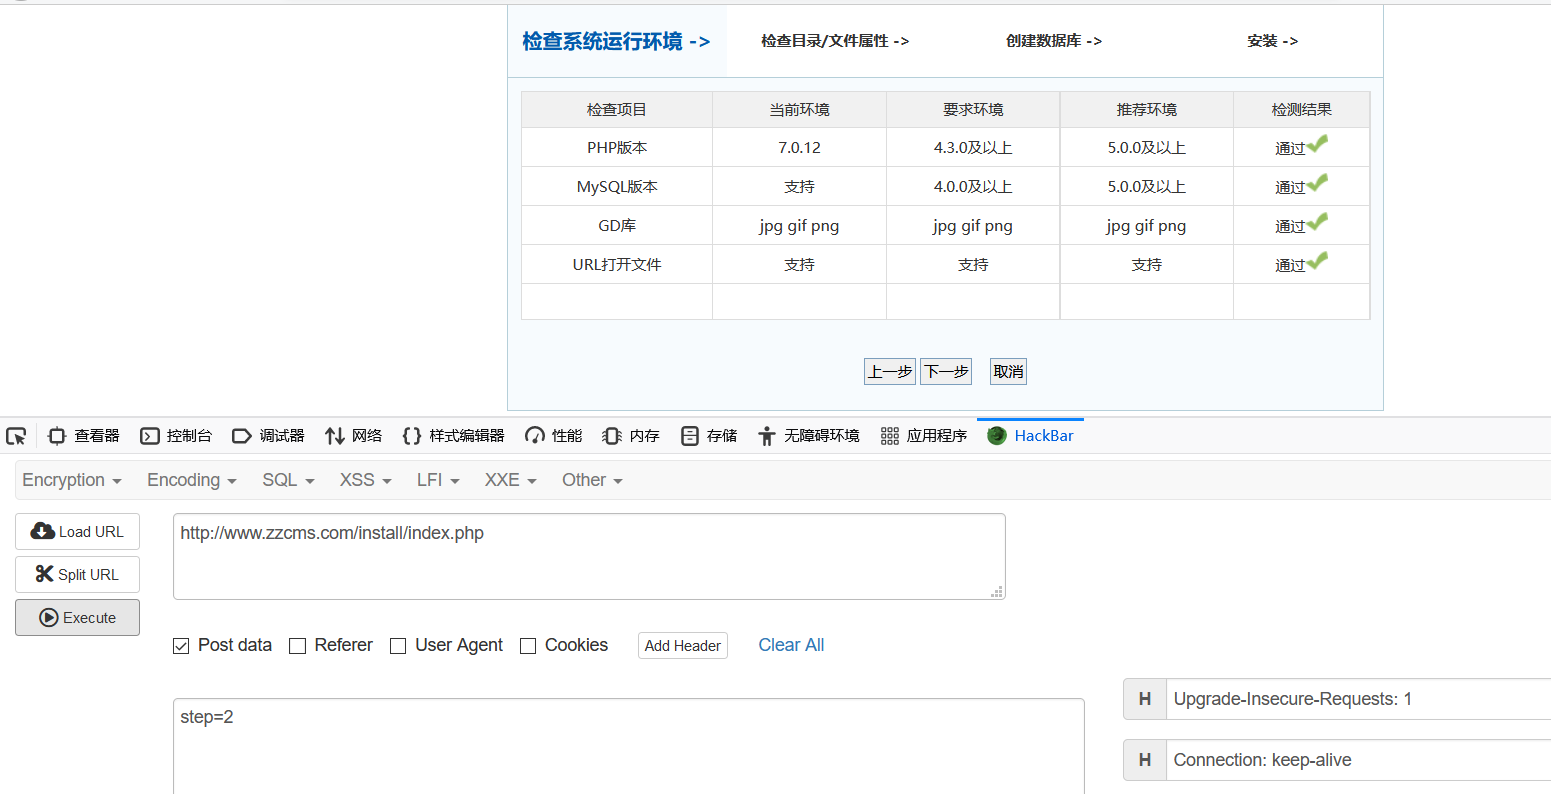 检查系统运行环境 -> 检查目录/文件属性 -> 创建数据库 -> 安装 ->
检查项目 当前环境 要求环境 推荐环境 检测结果
PHP版本 7.0.12 4.3.0及以上 5.0.0及以上 通过
MySQL版本 支持 4.0.0及以上 5.0.0及以上 通过
GD库 jpg gif png jpg gif png jpg gif png 通过
URL打开文件 支持 支持 支持 通过
上一步 下一步 取消
查看器 控制台 调试器 网络 样式编辑器 性能 内存 存储 无障碍环境 应用程序 HackBar
Encryption Encoding SQL XSS LFI XXE Other
Load URL http://www.zzcms.com/install/index.php
Split URL
Execute
Post data Referer User Agent Cookies Add Header Clear All
H Upgrade-Insecure-Requests: 1
step=2
H Connection: keep-alive